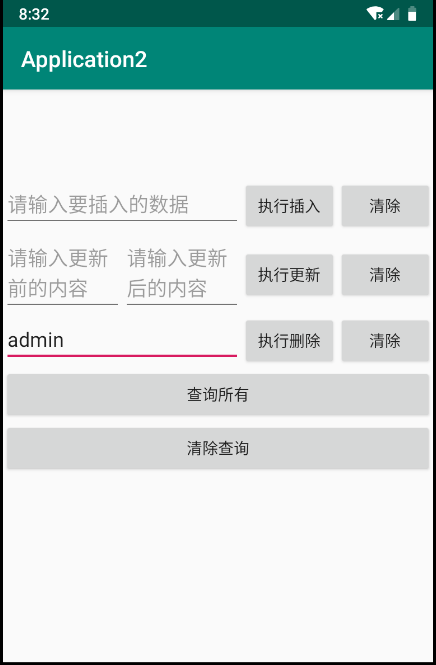 8:32
Application2
请输入要插入的数据 执行插入 清除
请输入更新 请输入更新
前的内容 后的内容 执行更新 清除
admin 执行删除 清除
查询所有
清除查询